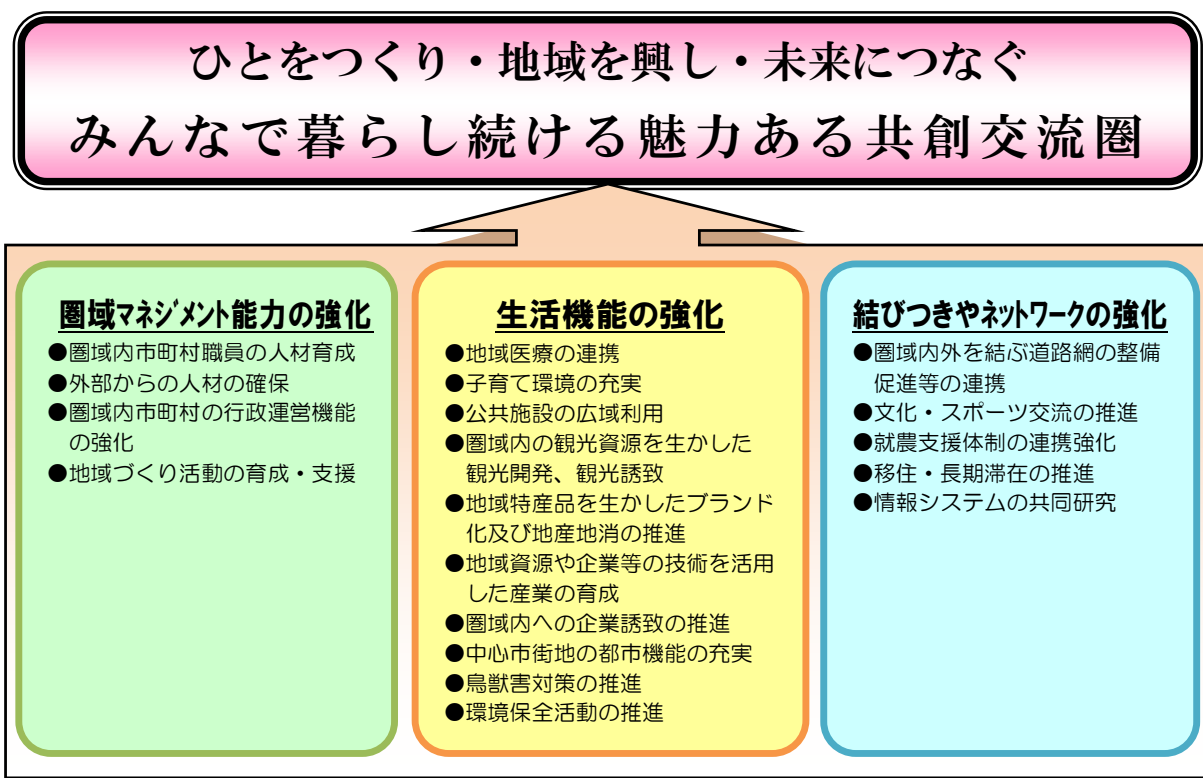 ひとをつくり・地域を興し・未来につなぐ
みんなで暮らし続ける魅力ある共創交流圏
圏域マネジメント能力の強化
●圏域内市町村職員の人材育成
●外部からの人材の確保
●圏域内市町村の行政運営機能
の強化
●地域づくり活動の育成・支援
生活機能の強化
●地域医療の連携
●子育て環境の充実
●公共施設の広域利用
●圏域内の観光資源を生かした
観光開発、観光誘致
●地域特産品を生かしたブランド
化及び地産地消の推進
●地域資源や企業等の技術を活用
した産業の育成
●圏域内への企業誘致の推進
●中心市街地の都市機能の充実
●鳥獣害対策の推進
●環境保全活動の推進
結びつきやネットワークの強化
●圏域内外を結ぶ道路網の整備
促進等の連携
●文化・スポーツ交流の推進
●就農支援体制の連携強化
●移住・長期滞在の推進
●情報システムの共同研究